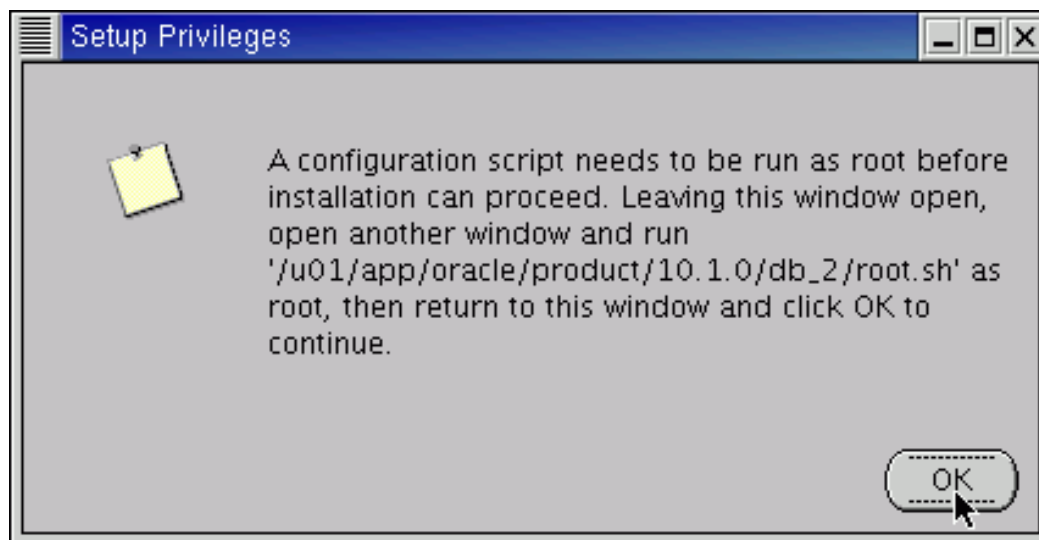 Setup Privileges
A configuration script needs to be run as root before
installation can proceed. Leaving this window open,
open another window and run
'/u01/app/oracle/product/10.1.0/db_2/root.sh' as
root, then return to this window and click OK to
continue.
OK